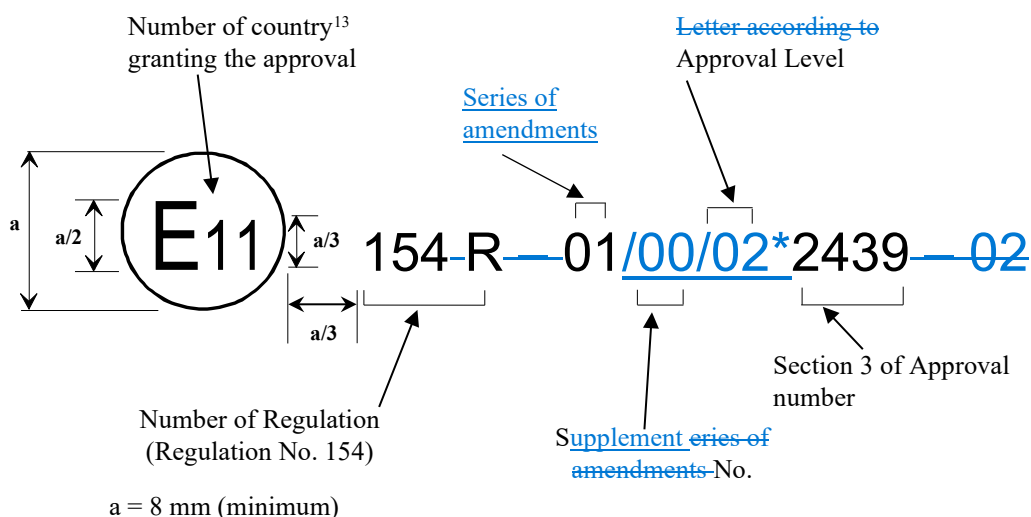 Number of country¹³
granting the approval
Letter according to
Approval Level
Series of
amendments
a
a/2
E11
a/3
154-R — 01/00/02*2439 — 02
a/3
Section 3 of Approval
number
Number of Regulation
(Regulation No. 154)
Supplement eries of
amendments No.
a = 8 mm (minimum)